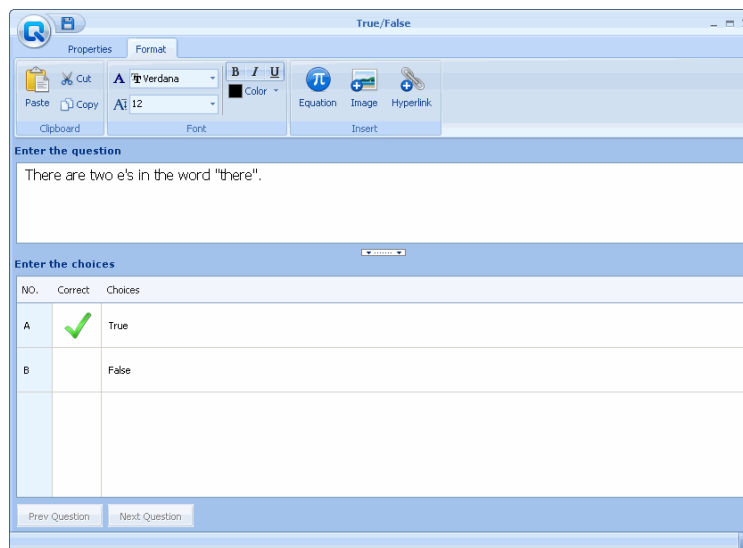 True/False
Properties Format
Paste Cut Copy Clipboard
A Verdana B I U
12 Color
Font
Equation Image Hyperlink
Insert
Enter the question
There are two e's in the word "there".
Enter the choices
NO. Correct Choices
A True
B False
Prev Question Next Question